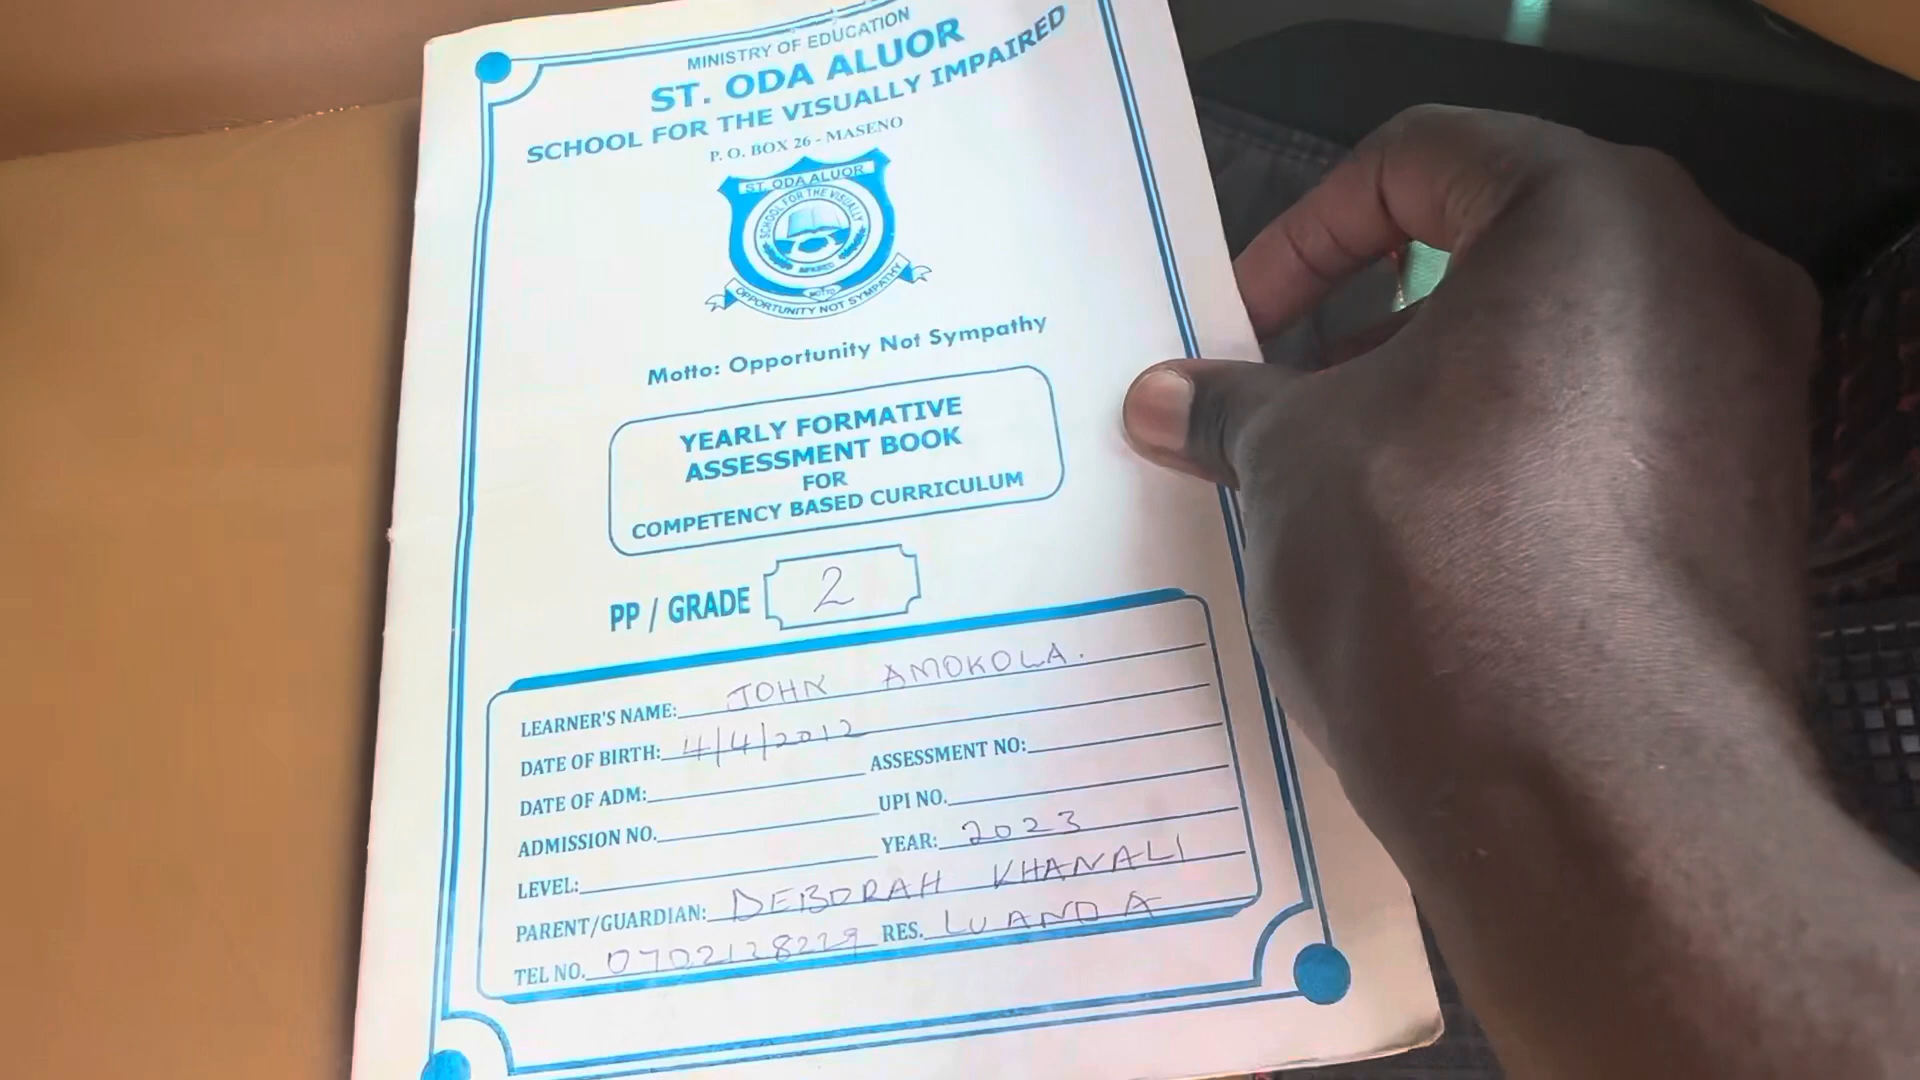 MINISTRY OF EDUCATION
ST. ODA ALUOR
SCHOOL FOR THE VISUALLY IMPAIRED
P. O. BOX 26 - MASENO
ST. ODA ALUOR
SCHOOL FOR THE VISUALLY
IMPAIRED
MOTTO
OPPORTUNITY NOT SYMPATHY
Motto: Opportunity Not Sympathy
YEARLY FORMATIVE
ASSESSMENT BOOK
FOR
COMPETENCY BASED CURRICULUM
PP / GRADE 2
LEARNER'S NAME: JOHN AMOKOLA.
DATE OF BIRTH: 4/4/2012
DATE OF ADM: ASSESSMENT NO:
ADMISSION NO. UPI NO.
LEVEL: YEAR: 2023
PARENT/GUARDIAN: DEBORAH KHANALI
TEL NO. 0702128229 RES. LUANDA